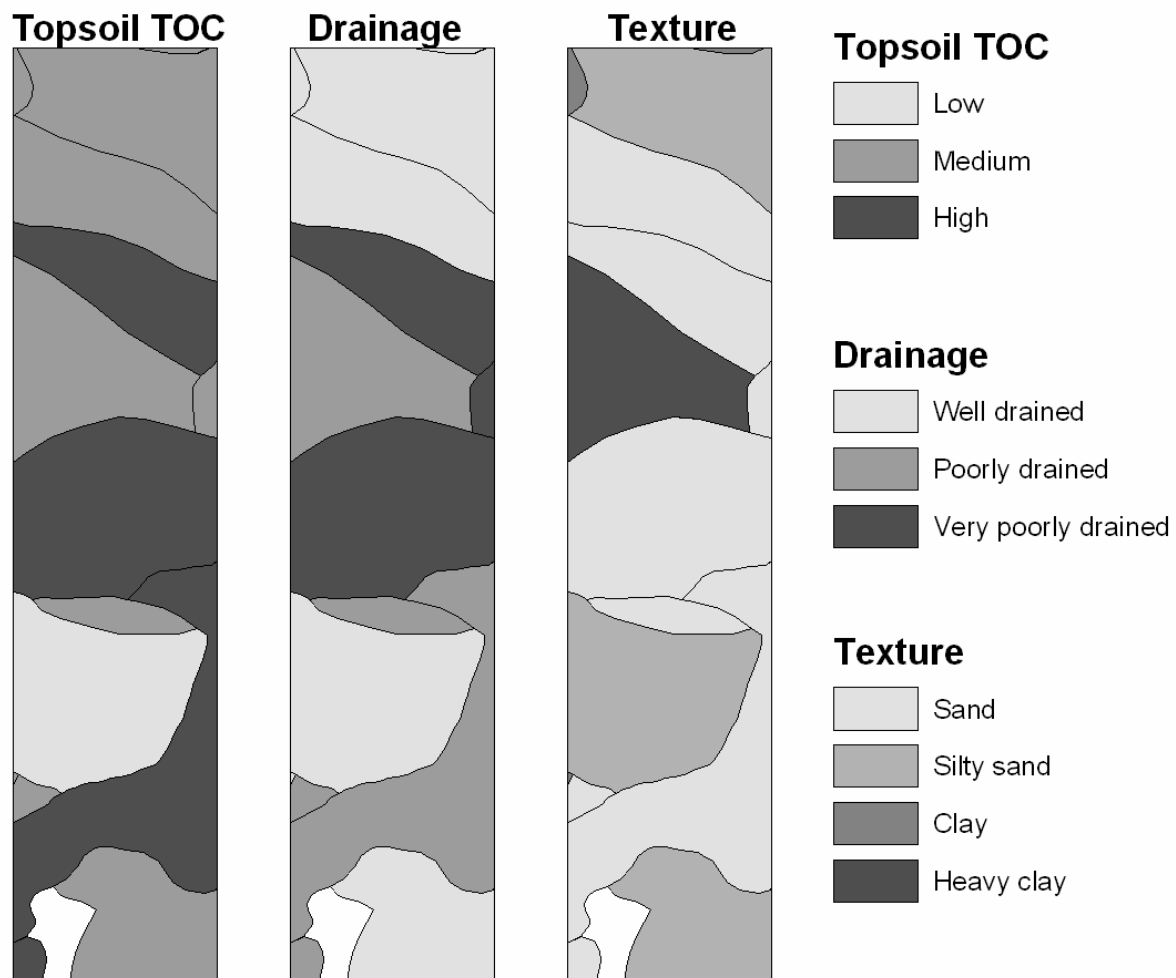 Topsoil TOC
Drainage
Texture
Topsoil TOC
Low
Medium
High
Drainage
Well drained
Poorly drained
Very poorly drained
Texture
Sand
Silty sand
Clay
Heavy clay